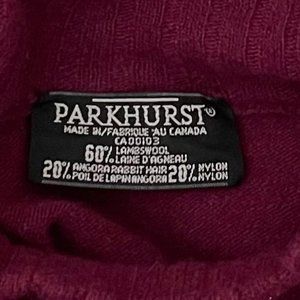 PARKHURST®
MADE IN/FABRIQUE AU CANADA
CA00103
60% LAMBSWOOL
% LAINE D'AGNEAU
20% ANGORA RABBIT HAIR 20% NYLON
% POIL DE LAPIN ANGORA % NYLON